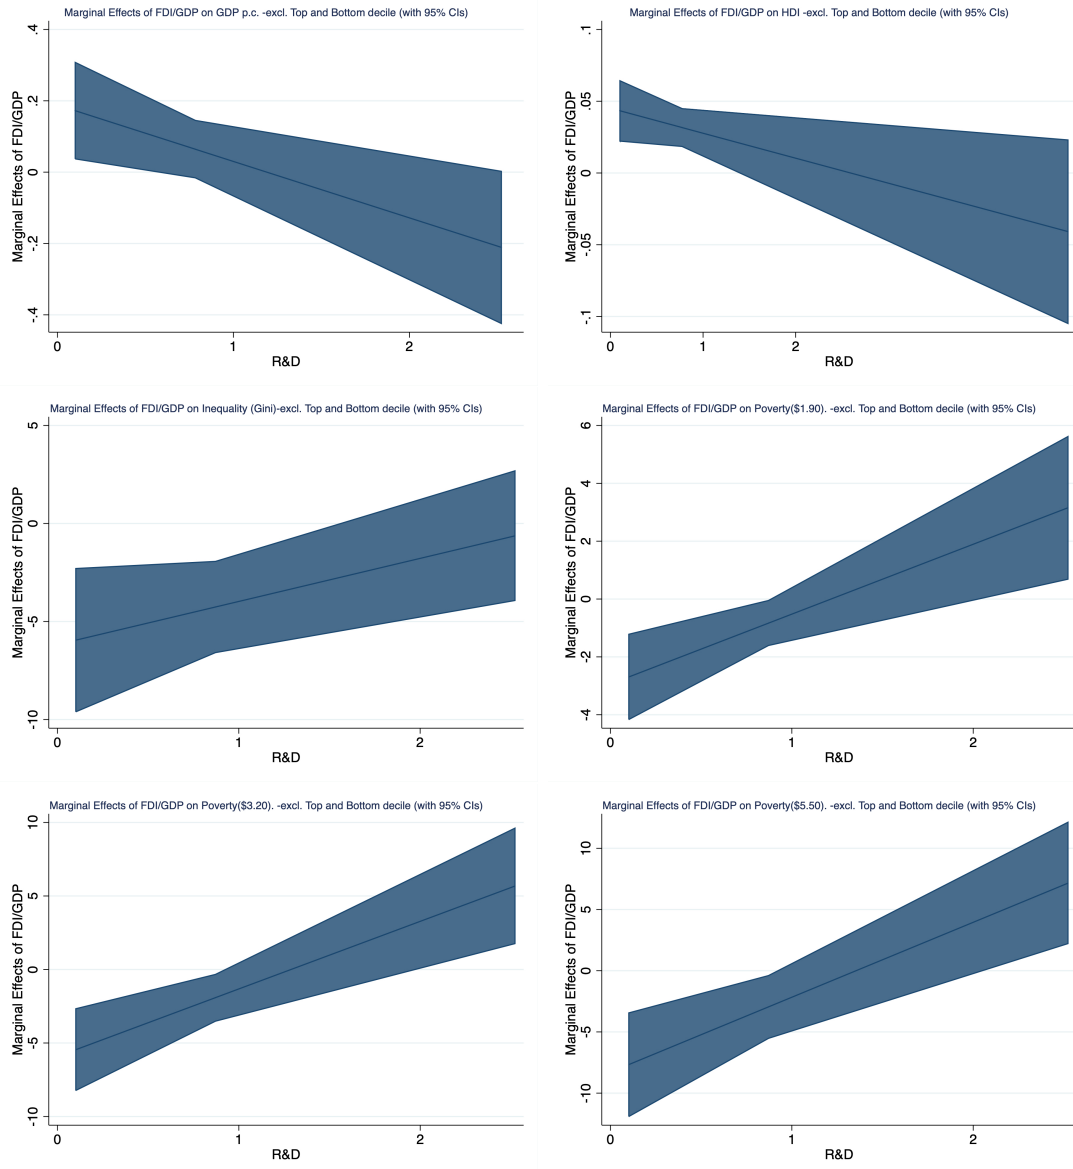 Marginal Effects of FDI/GDP on GDP p.c. -excl. Top and Bottom decile (with 95% CIs)
Marginal Effects of FDI/GDP
.4
.2
0
-.2
-.4
0 1 2
R&D
Marginal Effects of FDI/GDP on HDI -excl. Top and Bottom decile (with 95% CIs)
Marginal Effects of FDI/GDP
.1
.05
0
-.05
-.1
0 1 2
R&D
Marginal Effects of FDI/GDP on Inequality (Gini)-excl. Top and Bottom decile (with 95% CIs)
Marginal Effects of FDI/GDP
5
0
-5
-10
0 1 2
R&D
Marginal Effects of FDI/GDP on Poverty($1.90). -excl. Top and Bottom decile (with 95% CIs)
Marginal Effects of FDI/GDP
6
4
2
0
-2
-4
0 1 2
R&D
Marginal Effects of FDI/GDP on Poverty($3.20). -excl. Top and Bottom decile (with 95% CIs)
Marginal Effects of FDI/GDP
10
5
0
-5
-10
0 1 2
R&D
Marginal Effects of FDI/GDP on Poverty($5.50). -excl. Top and Bottom decile (with 95% CIs)
Marginal Effects of FDI/GDP
10
5
0
-5
-10
0 1 2
R&D